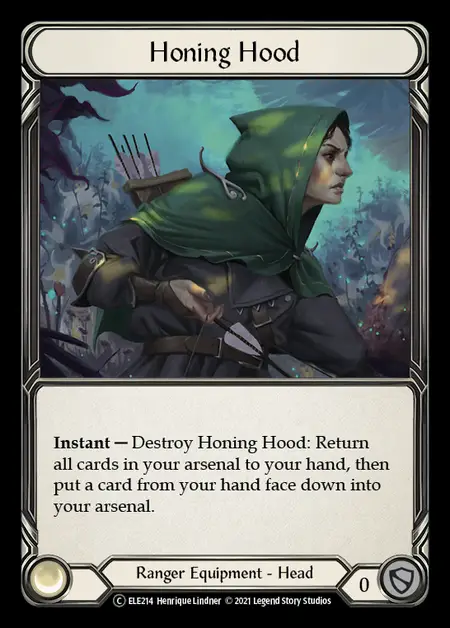 Honing Hood
Instant — Destroy Honing Hood: Return
all cards in your arsenal to your hand, then
put a card from your hand face down into
your arsenal.
Ranger Equipment - Head
0
C ELE214 Henrique Lindner © 2021 Legend Story Studios